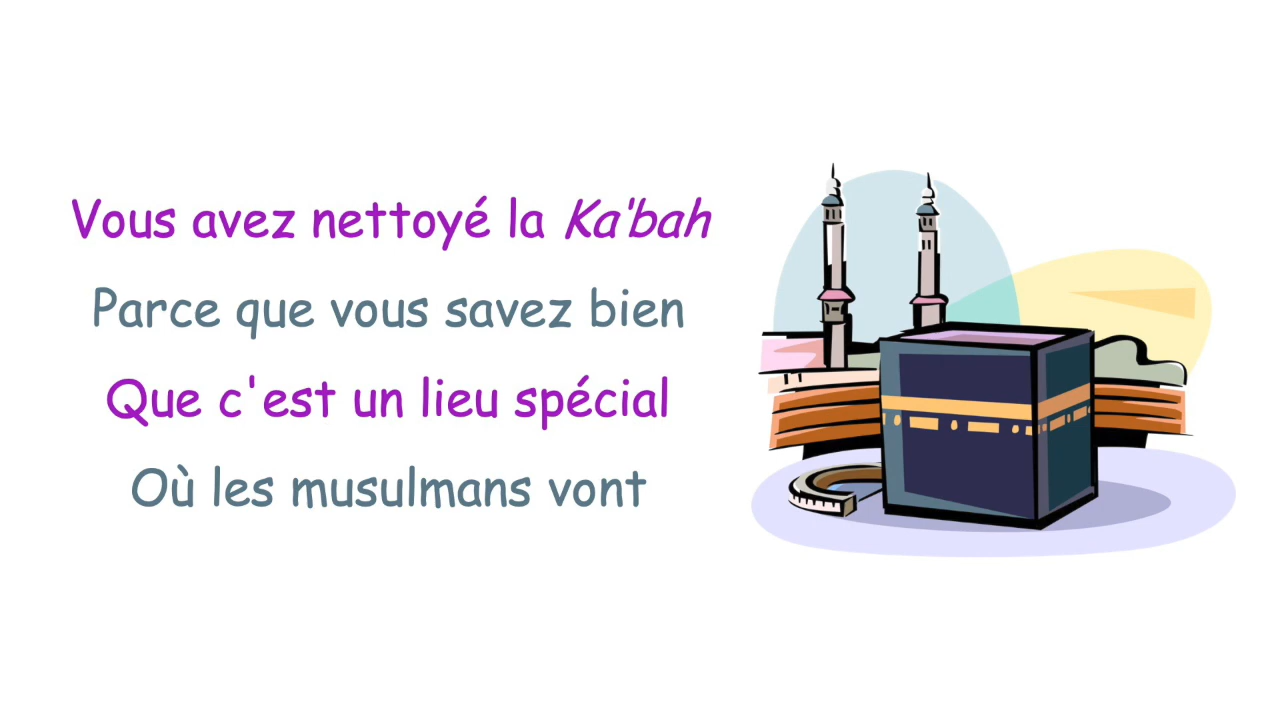 Vous avez nettoyé la Ka'bah
Parce que vous savez bien
Que c'est un lieu spécial
Où les musulmans vont